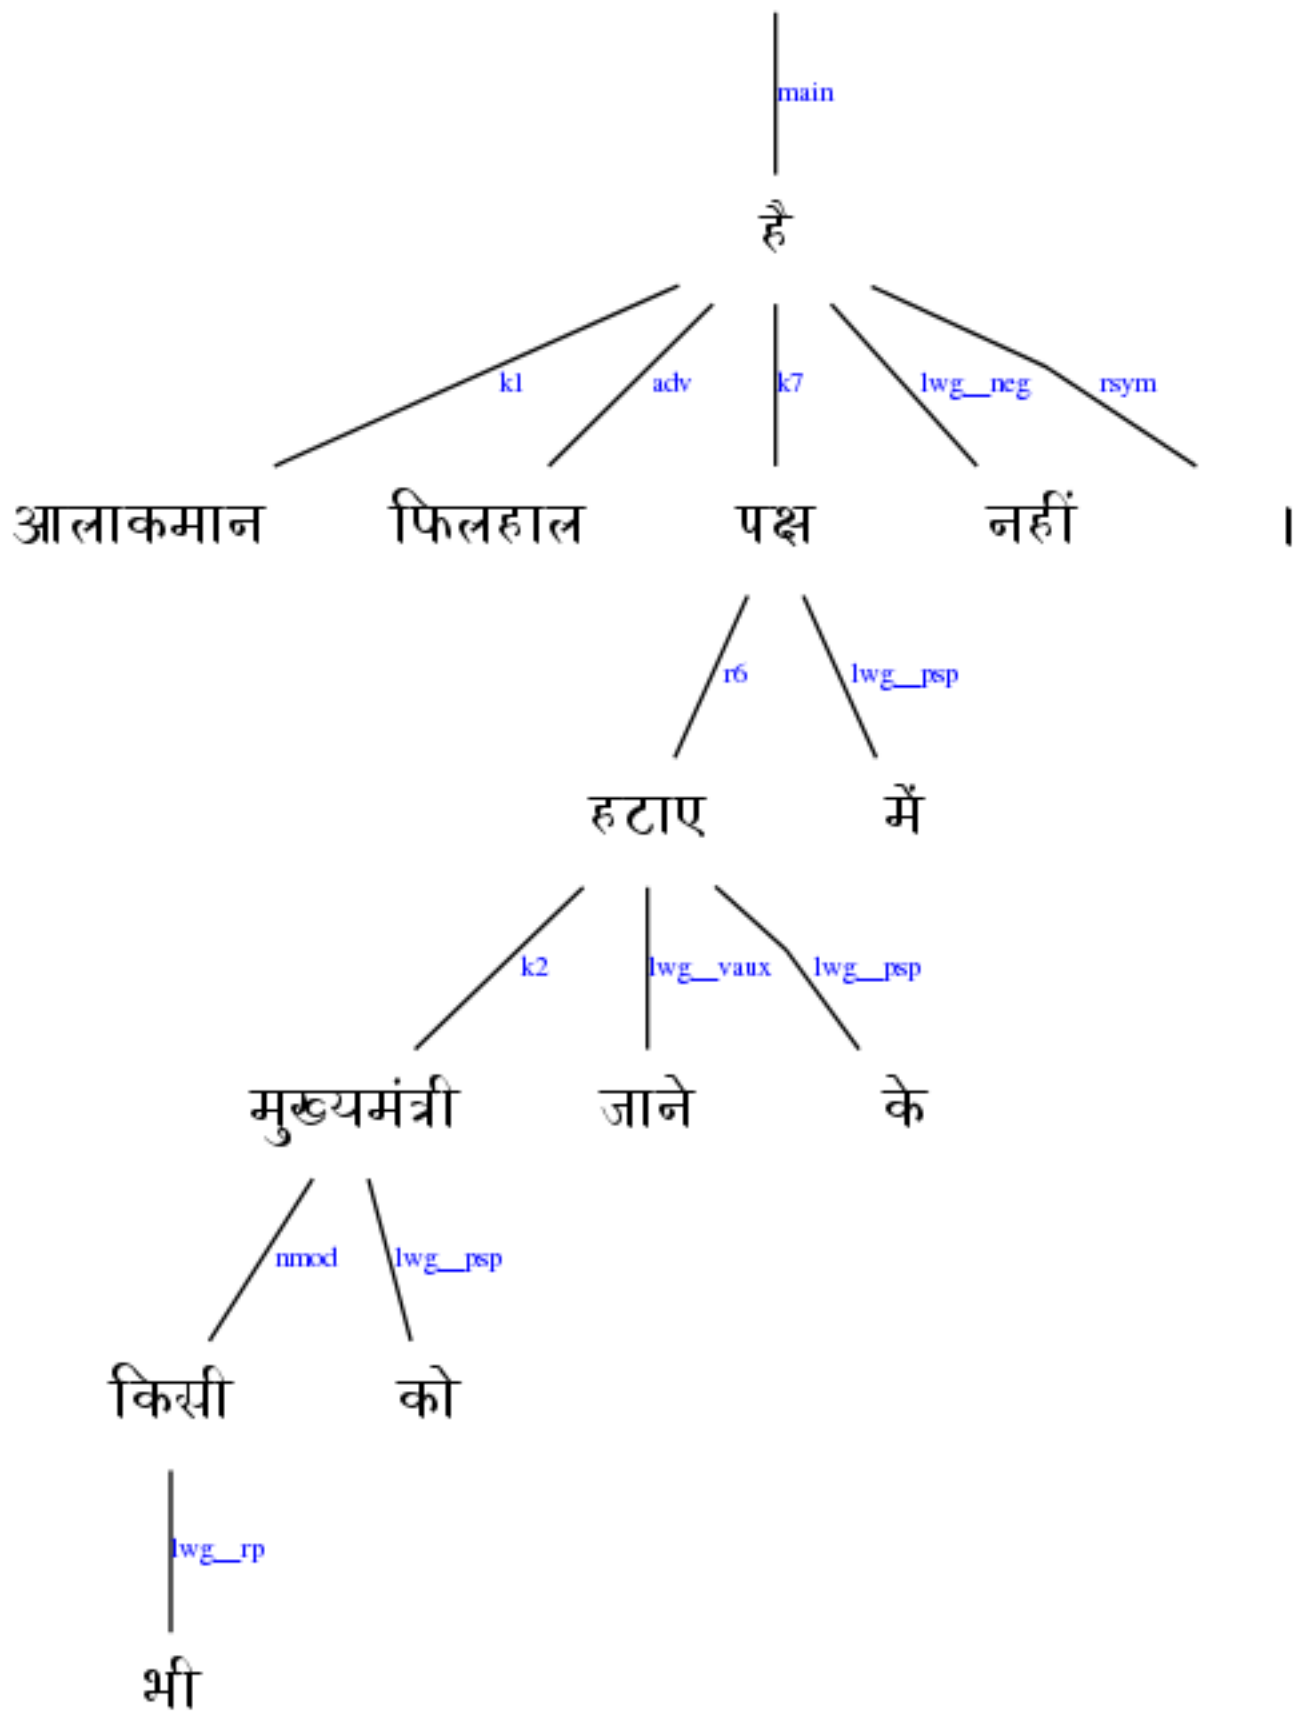 main
है
k1 adv k7 lwg__neg rsym
आलाकमान फिलहाल पक्ष नहीं ।
r6 lwg__psp
हटाए में
k2 lwg__vaux lwg__psp
मुख्यमंत्री जाने के
nmod lwg__psp
किसी को
lwg__rp
भी